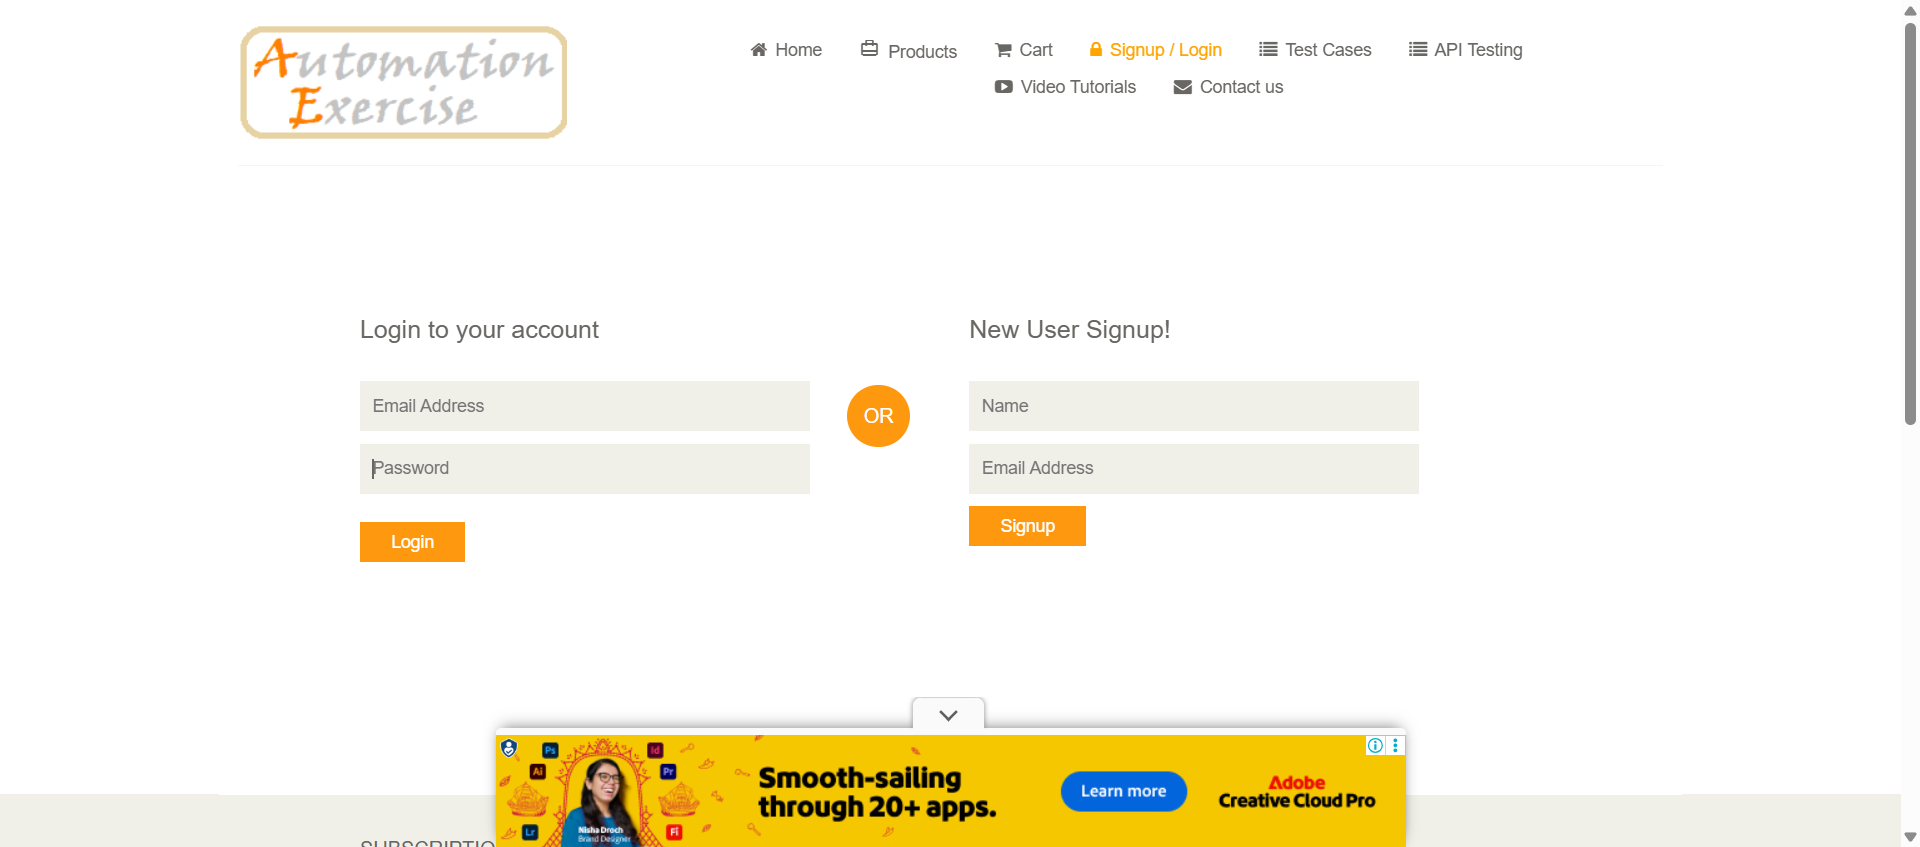 Automation
Exercise
Home
Products
Cart
Signup / Login
Test Cases
API Testing
Video Tutorials
Contact us
Login to your account
Email Address
Password
Login
OR
New User Signup!
Name
Email Address
Signup
Ps
Id
Ai
Pr
Lr
Fi
Nisha Droch
Brand Designer
Smooth-sailing
through 20+ apps.
Learn more
Adobe
Creative Cloud Pro